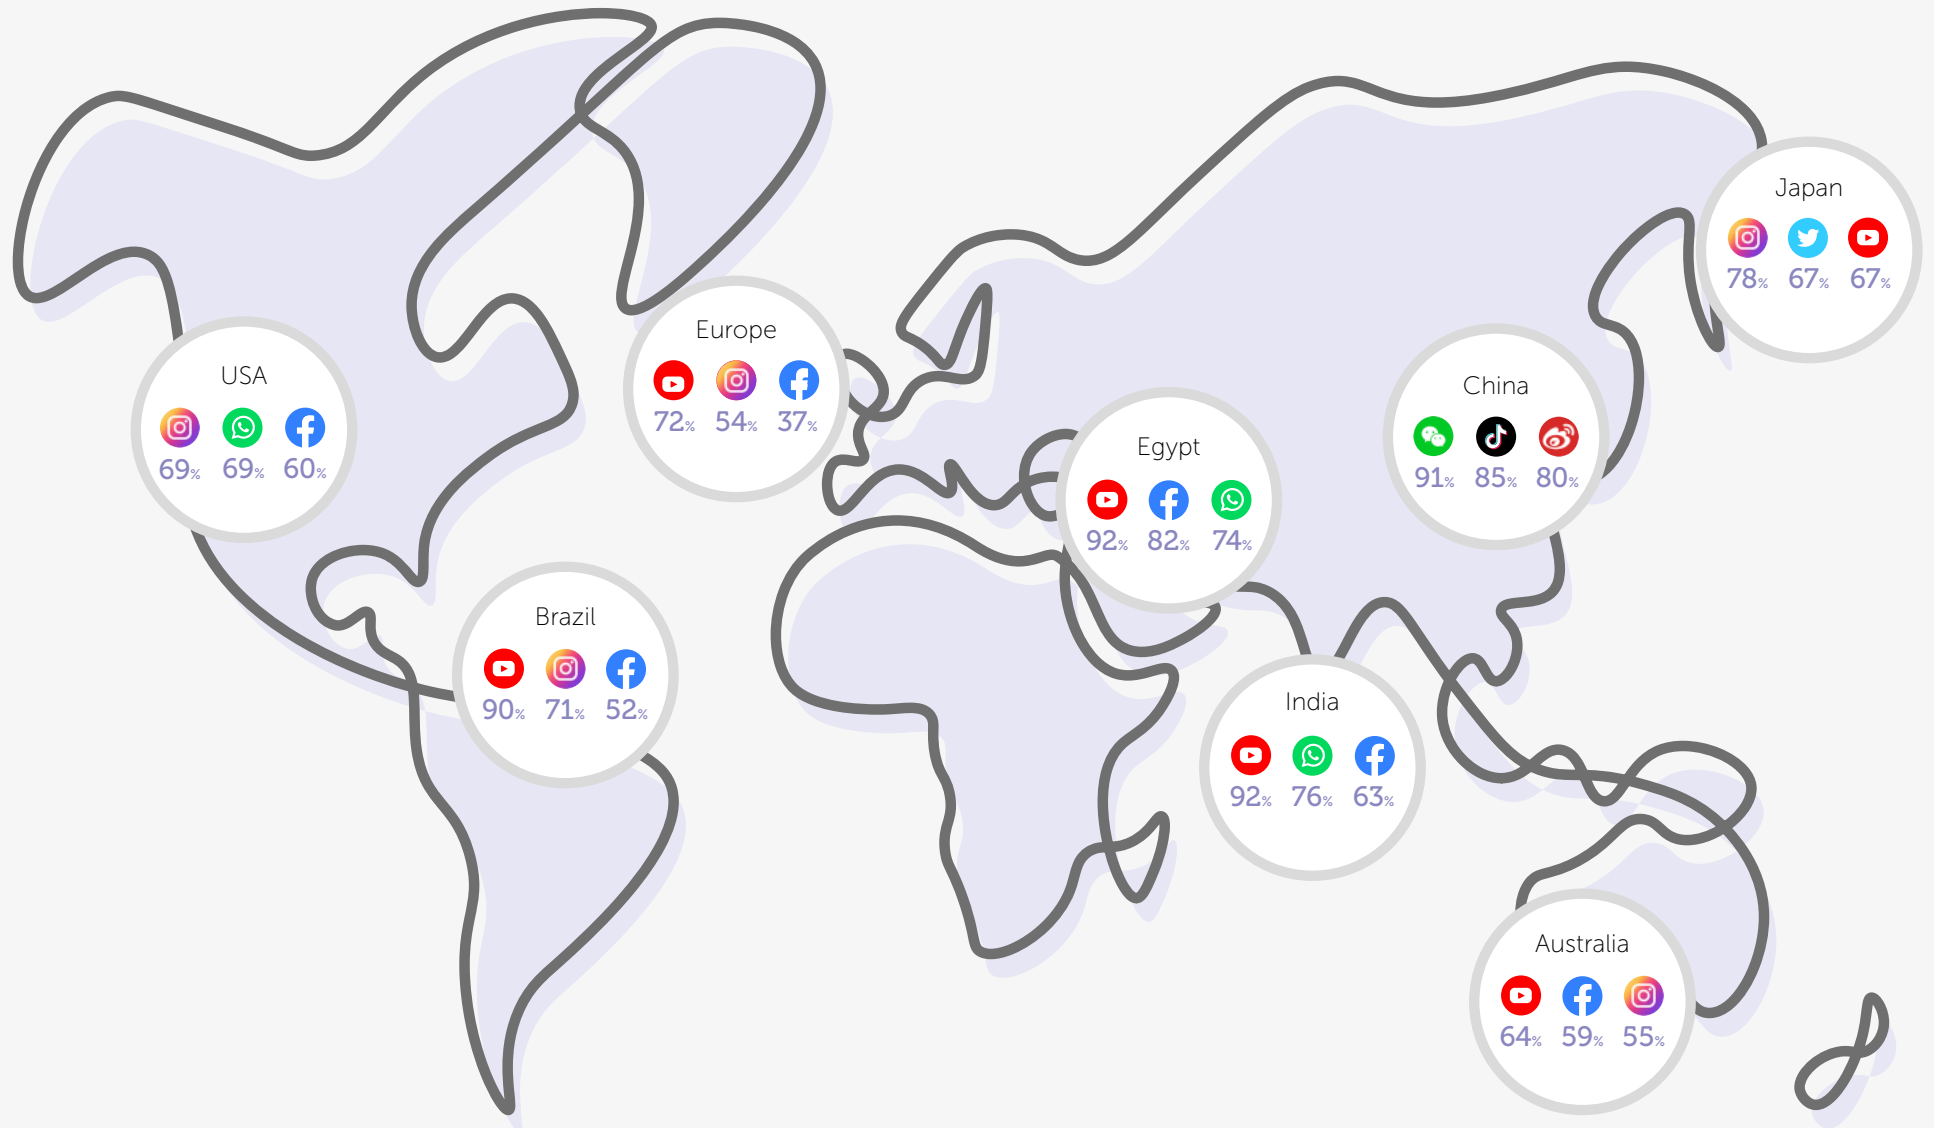 Japan
78% 67% 67%
Europe
72% 54% 37%
USA
69% 69% 60%
China
91% 85% 80%
Egypt
92% 82% 74%
Brazil
90% 71% 52%
India
92% 76% 63%
Australia
64% 59% 55%